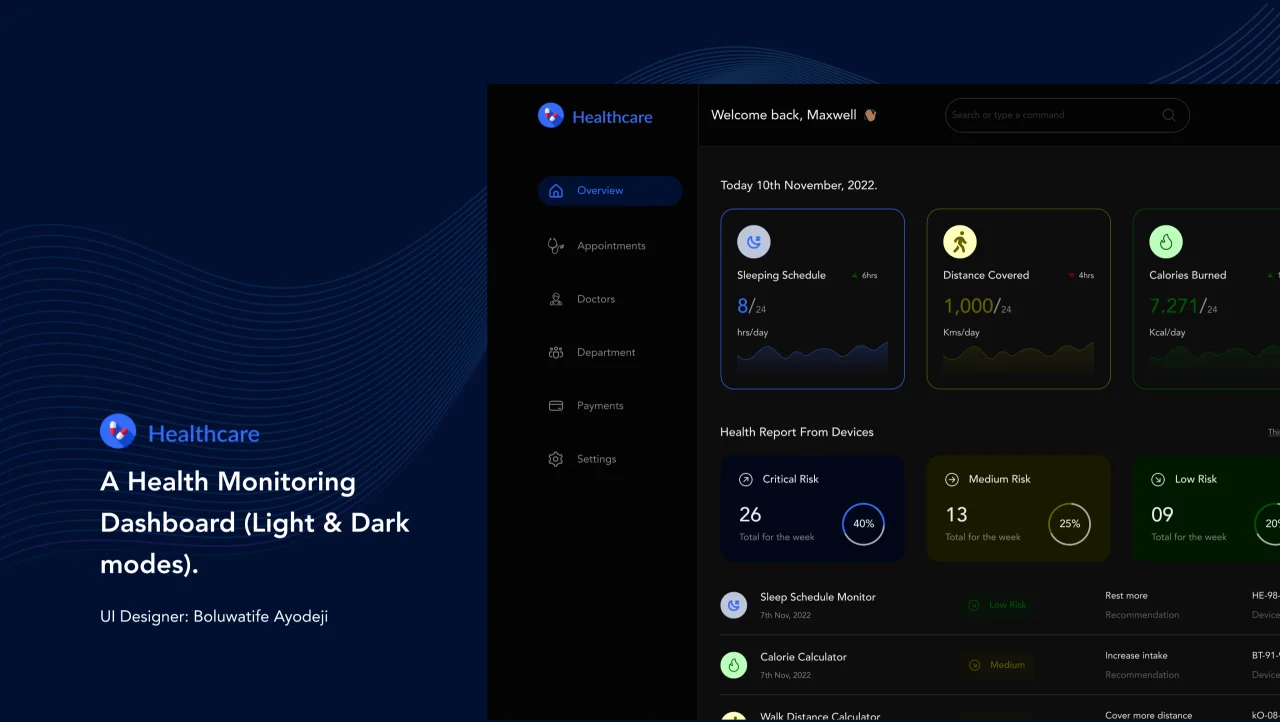 Healthcare
A Health Monitoring
Dashboard (Light & Dark
modes).
UI Designer: Boluwatife Ayodeji
Healthcare
Overview
Appointments
Doctors
Department
Payments
Settings
Welcome back, Maxwell 👋🏽
Search or type a command
Today 10th November, 2022.
Sleeping Schedule 6hrs
8/24
hrs/day
Distance Covered 4hrs
1,000/24
Kms/day
Calories Burned
7.271/24
Kcal/day
Health Report From Devices
Critical Risk
26
Total for the week
40%
Medium Risk
13
Total for the week
25%
Low Risk
09
Total for the week
20%
Sleep Schedule Monitor
7th Nov, 2022
Low Risk
Rest more
Recommendation
HE-98-
Device
Calorie Calculator
7th Nov, 2022
Medium
Increase intake
Recommendation
BT-91-
Device
Walk Distance Calculator
Cover more distance
kO-08-